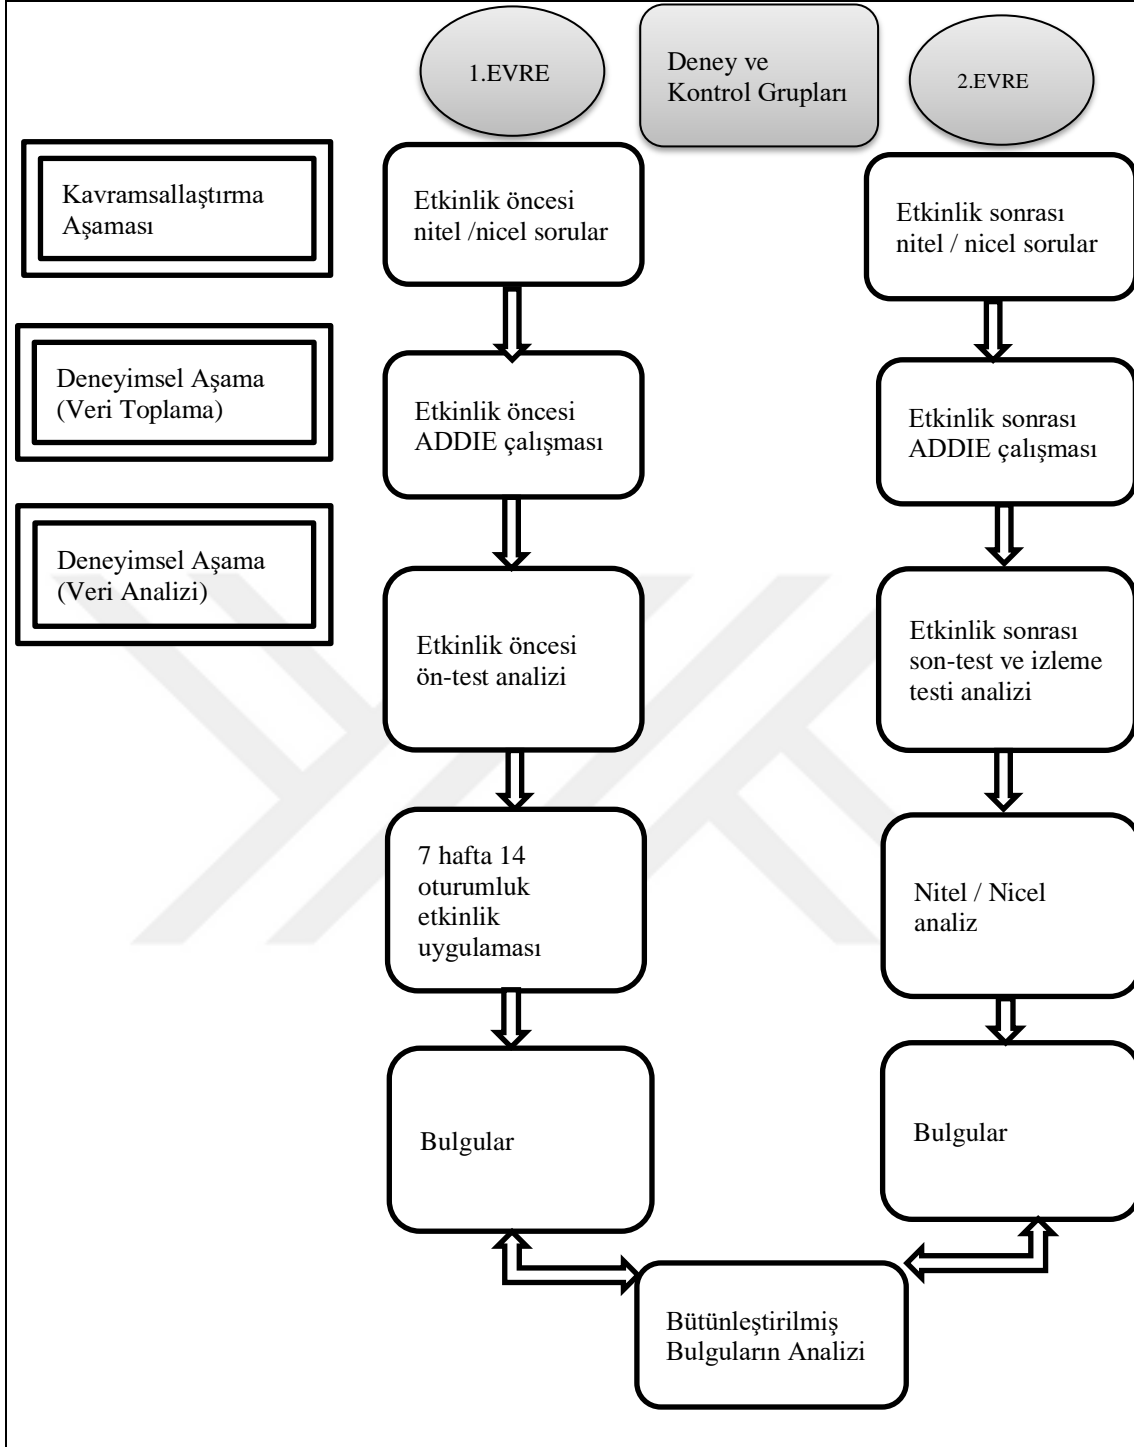 1.EVRE
Deney ve
Kontrol Grupları
2.EVRE
Kavramsallaştırma
Aşaması
Etkinlik öncesi
nitel /nicel sorular
Etkinlik sonrası
nitel / nicel sorular
Deneyimsel Aşama
(Veri Toplama)
Etkinlik öncesi
ADDIE çalışması
Etkinlik sonrası
ADDIE çalışması
Deneyimsel Aşama
(Veri Analizi)
Etkinlik öncesi
ön-test analizi
Etkinlik sonrası
son-test ve izleme
testi analizi
7 hafta 14
oturumluk
etkinlik
uygulaması
Nitel / Nicel
analiz
Bulgular
Bulgular
Bütünleştirilmiş
Bulguların Analizi